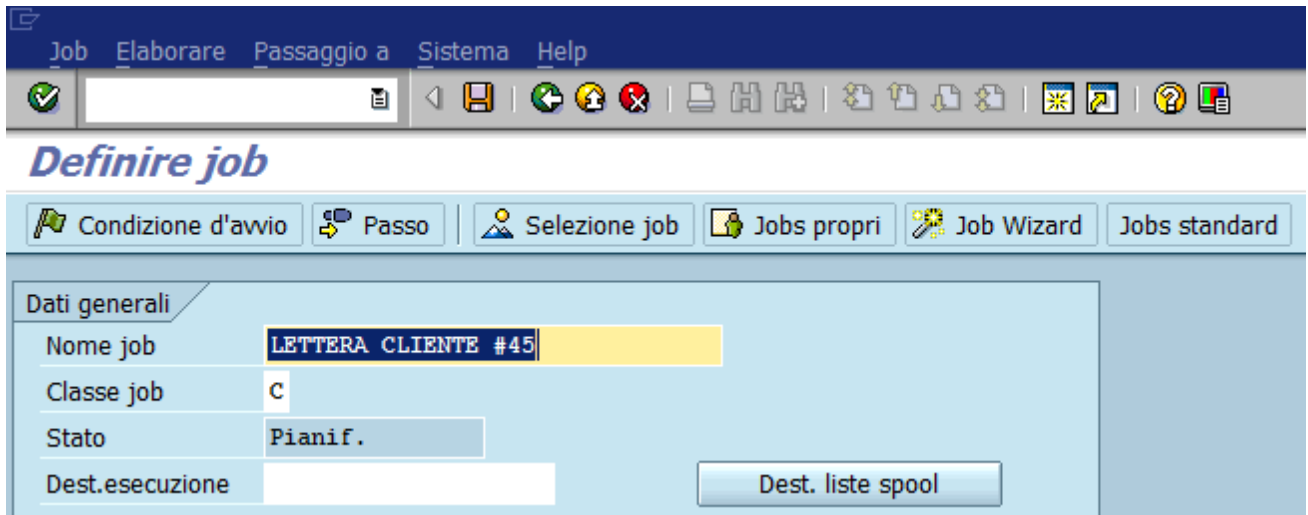 Job Elaborare Passaggio a Sistema Help
Definire job
Condizione d'avvio Passo Selezione job Jobs propri Job Wizard Jobs standard
Dati generali
Nome job LETTERA CLIENTE #45
Classe job C
Stato Pianif.
Dest.esecuzione Dest. liste spool